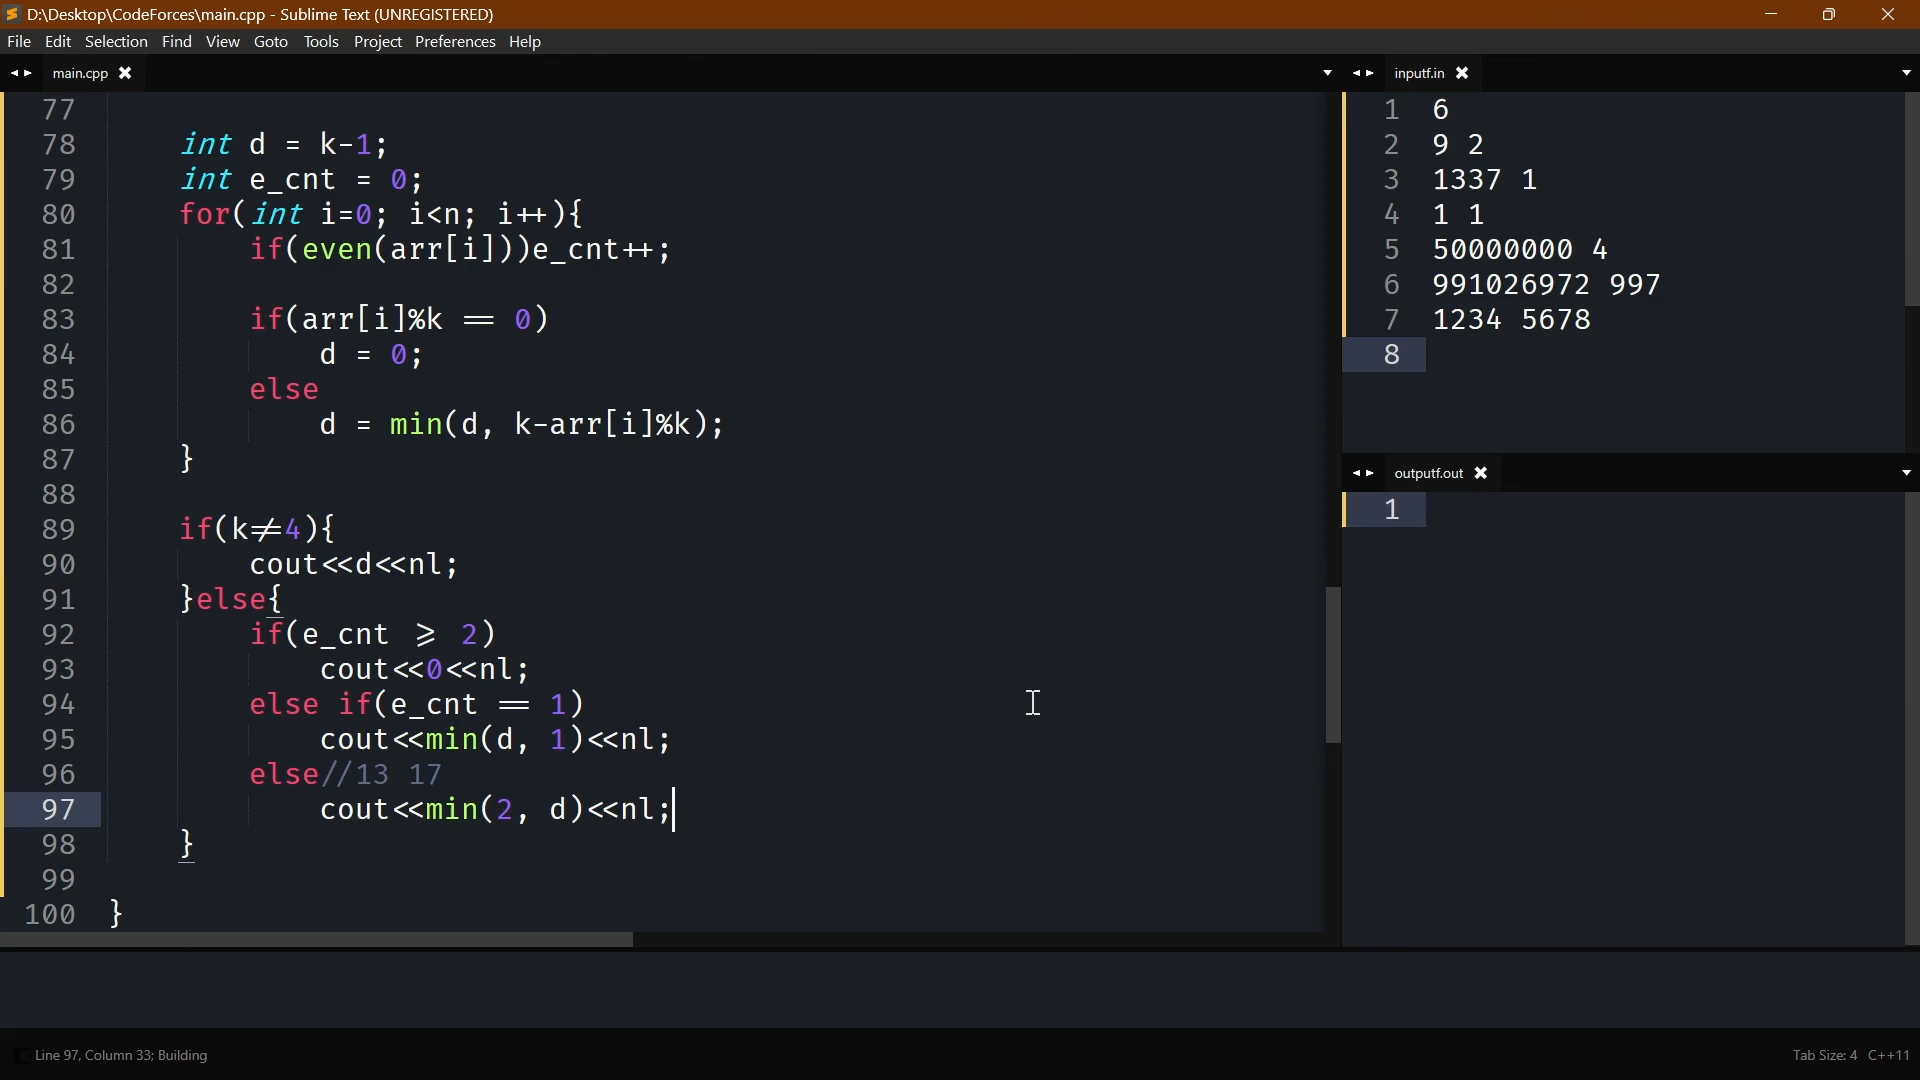 D:\Desktop\CodeForces\main.cpp - Sublime Text (UNREGISTERED)
File Edit Selection Find View Goto Tools Project Preferences Help
main.cpp
77
78 int d = k-1;
79 int e_cnt = 0;
80 for(int i=0; i<n; i++){
81 if(even(arr[i]))e_cnt++;
82
83 if(arr[i]%k == 0)
84 d = 0;
85 else
86 d = min(d, k-arr[i]%k);
87 }
88
89 if(k!=4){
90 cout<<d<<nl;
91 }else{
92 if(e_cnt >= 2)
93 cout<<0<<nl;
94 else if(e_cnt == 1)
95 cout<<min(d, 1)<<nl;
96 else//13 17
97 cout<<min(2, d)<<nl;
98 }
99
100 }
inputf.in
1 6
2 9 2
3 1337 1
4 1 1
5 50000000 4
6 991026972 997
7 1234 5678
8
outputf.out
1
Line 97, Column 33; Building
Tab Size: 4 C++11